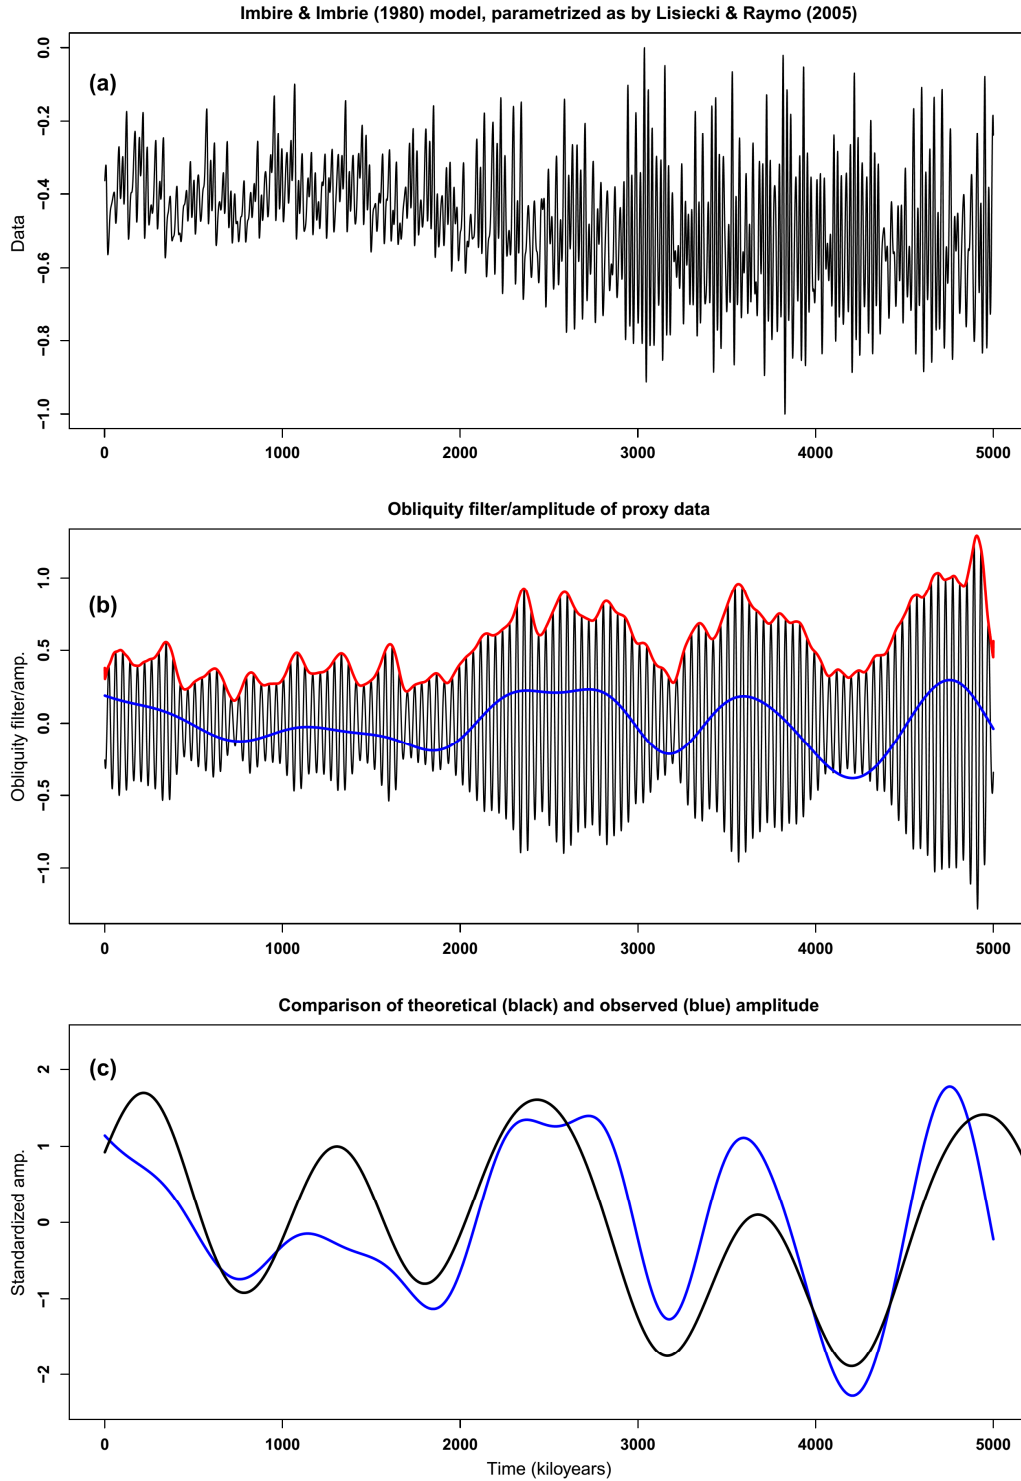 Imbire & Imbrie (1980) model, parametrized as by Lisiecki & Raymo (2005)
(a)
Data
0.0
−0.2
−0.4
−0.6
−0.8
−1.0
0 1000 2000 3000 4000 5000
Obliquity filter/amplitude of proxy data
(b)
Obliquity filter/amp.
1.0
0.5
0.0
−0.5
−1.0
0 1000 2000 3000 4000 5000
Comparison of theoretical (black) and observed (blue) amplitude
(c)
Standardized amp.
2
1
0
−1
−2
0 1000 2000 3000 4000 5000
Time (kiloyears)